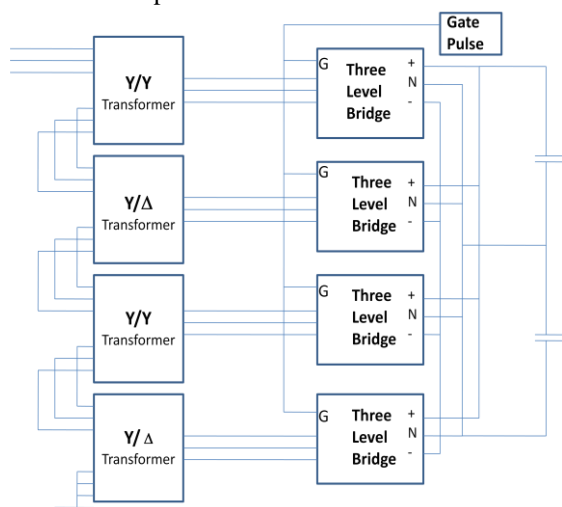 Gate
Pulse
Y/Y
Transformer
G
Three
Level
Bridge
+
N
-
Y/Δ
Transformer
G
Three
Level
Bridge
+
N
-
Y/Y
Transformer
G
Three
Level
Bridge
+
N
-
Y/ Δ
Transformer
G
Three
Level
Bridge
+
N
-